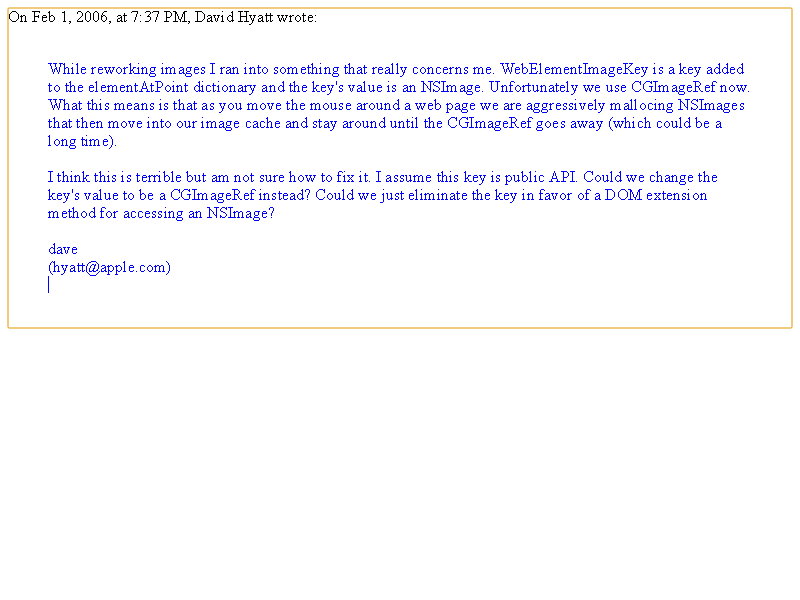 On Feb 1, 2006, at 7:37 PM, David Hyatt wrote:
While reworking images I ran into something that really concerns me. WebElementImageKey is a key added
to the elementAtPoint dictionary and the key's value is an NSImage. Unfortunately we use CGImageRef now.
What this means is that as you move the mouse around a web page we are aggressively mallocing NSImages
that then move into our image cache and stay around until the CGImageRef goes away (which could be a
long time).
I think this is terrible but am not sure how to fix it. I assume this key is public API. Could we change the
key's value to be a CGImageRef instead? Could we just eliminate the key in favor of a DOM extension
method for accessing an NSImage?
dave
(hyatt@apple.com)